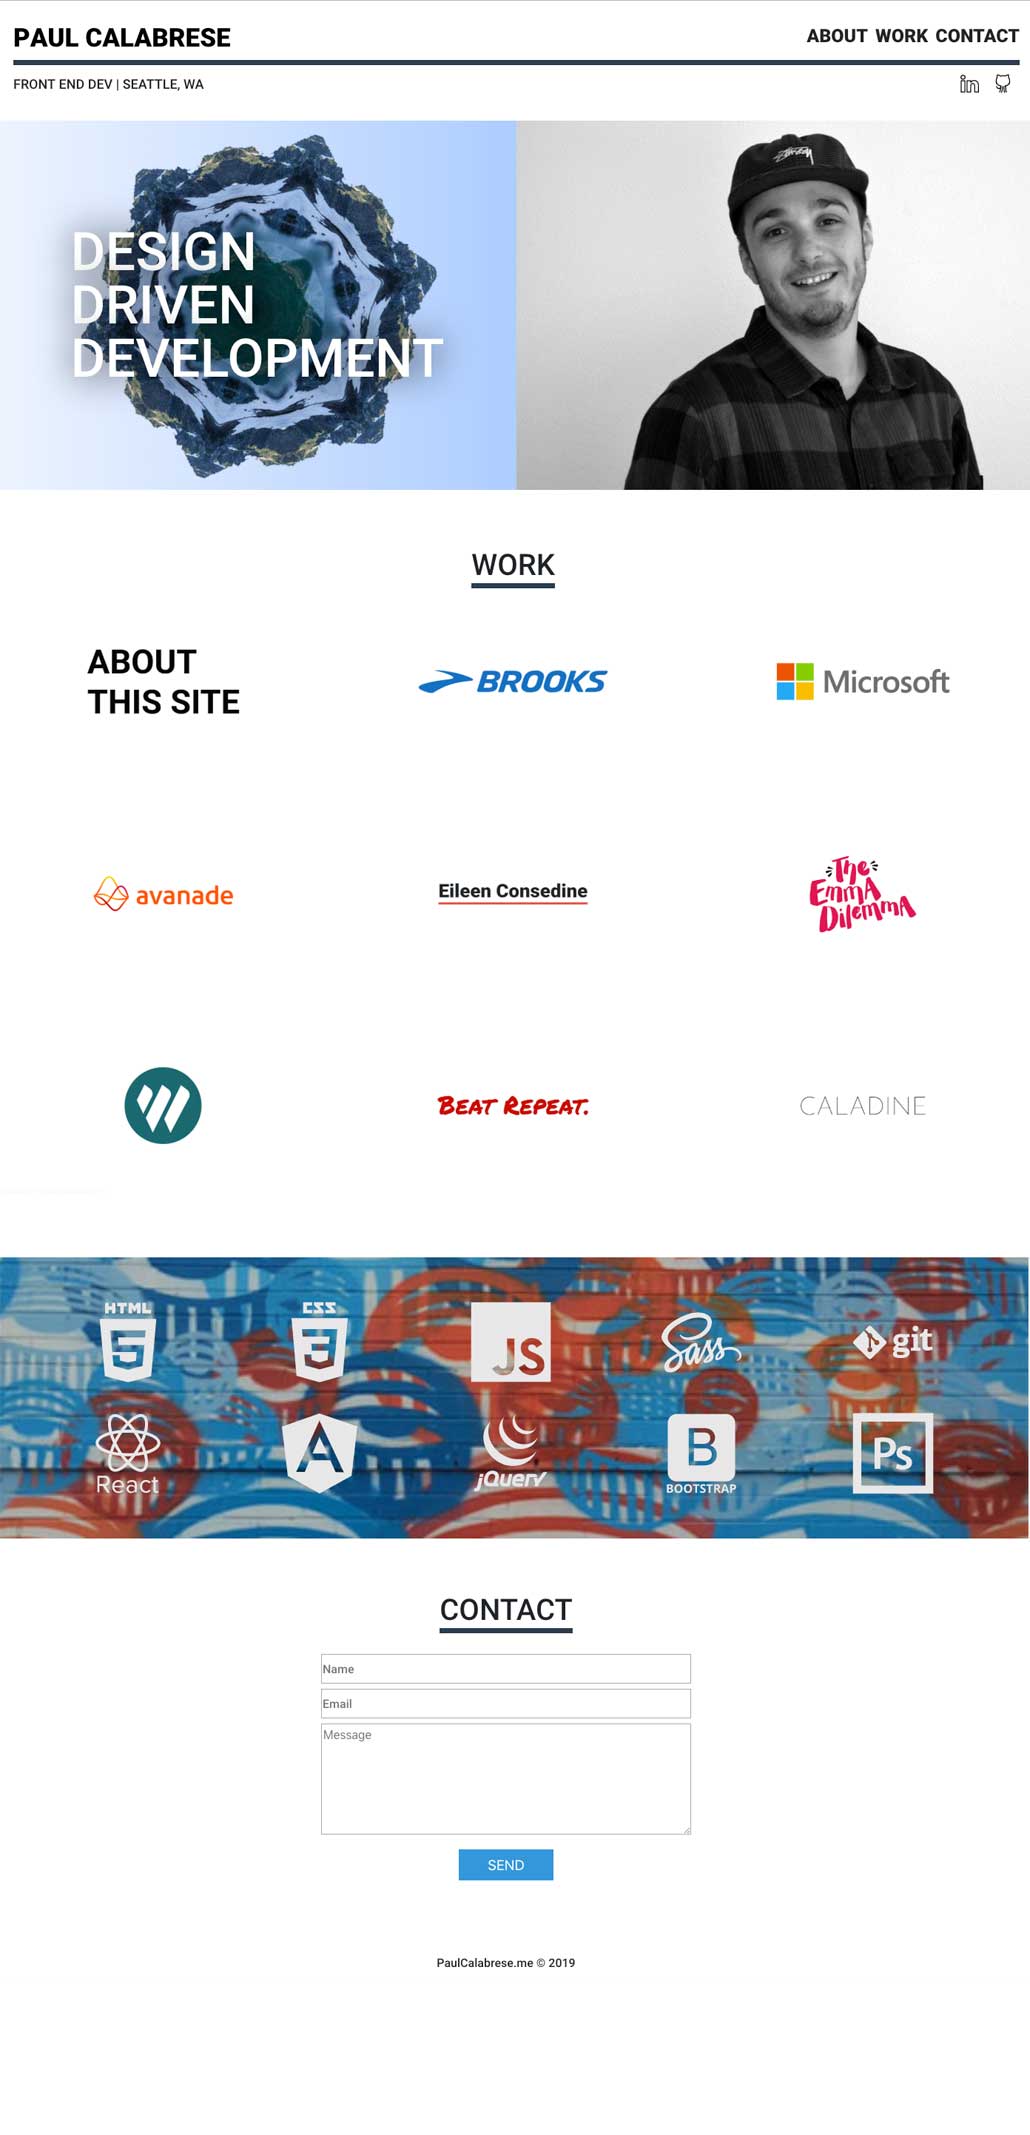 PAUL CALABRESE
ABOUT WORK CONTACT
FRONT END DEV | SEATTLE, WA
in
DESIGN
DRIVEN
DEVELOPMENT
Stüssy
WORK
ABOUT
THIS SITE
BROOKS
Microsoft
avanade
Eileen Consedine
The
EmmA
DilemmA
BEAT REPEAT.
CALADINE
HTML
CSS
JS
Sass
git
React
A
jQuery
B
BOOTSTRAP
Ps
CONTACT
Name
Email
Message
SEND
PaulCalabrese.me © 2019